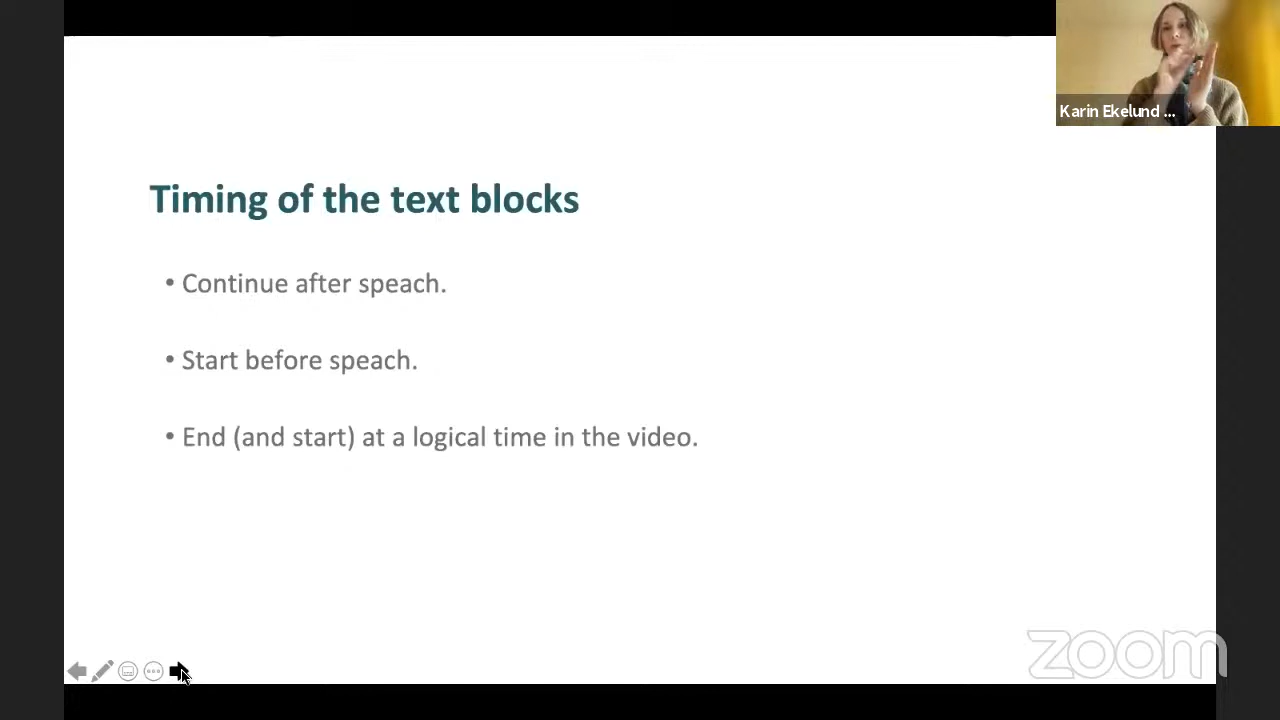 Karin Ekelund ...
Timing of the text blocks
• Continue after speach.
• Start before speach.
• End (and start) at a logical time in the video.
zoom